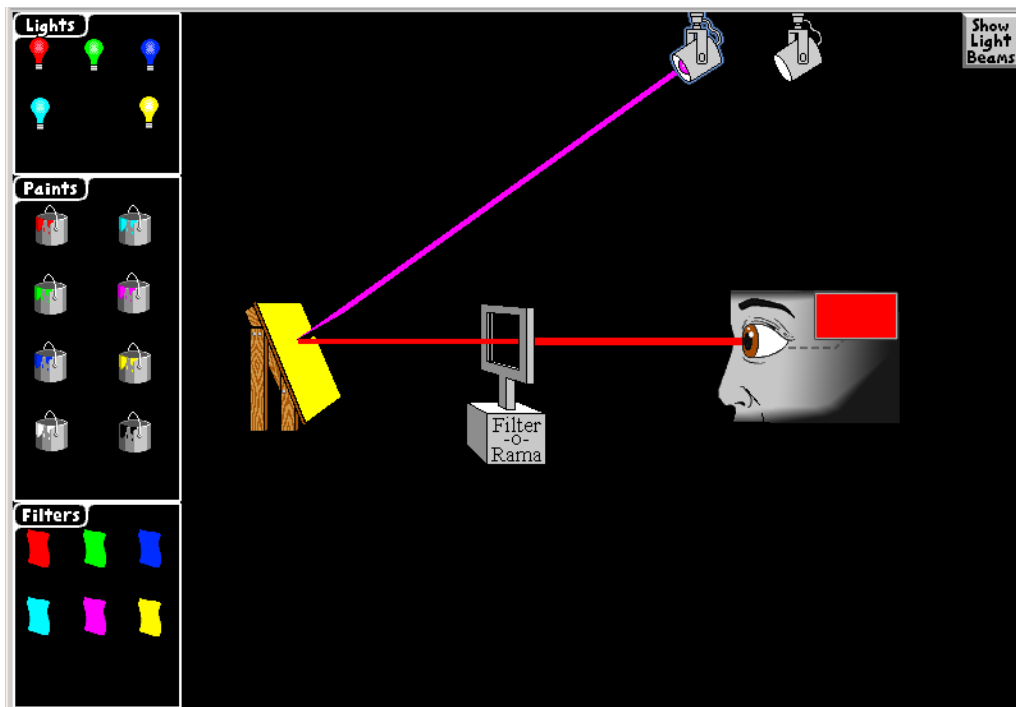 Lights
Show
Light
Beams
Paints
Filter
-o-
Rama
Filters